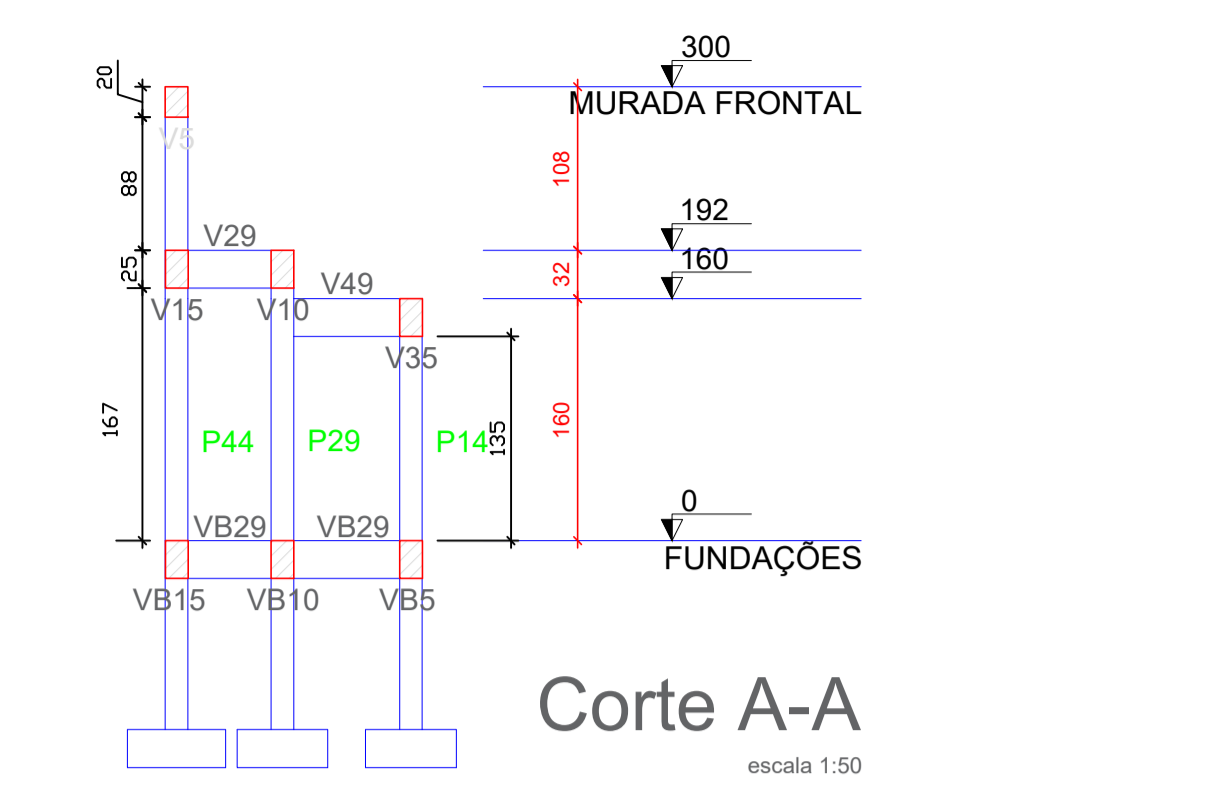 300
MURADA FRONTAL
20
V5
108
88
192
V29
160
25
32
V49
V15
V10
V35
167
160
135
P44
P29
P14
0
VB29
VB29
FUNDAÇÕES
VB15
VB10
VB5
Corte A-A
escala 1:50